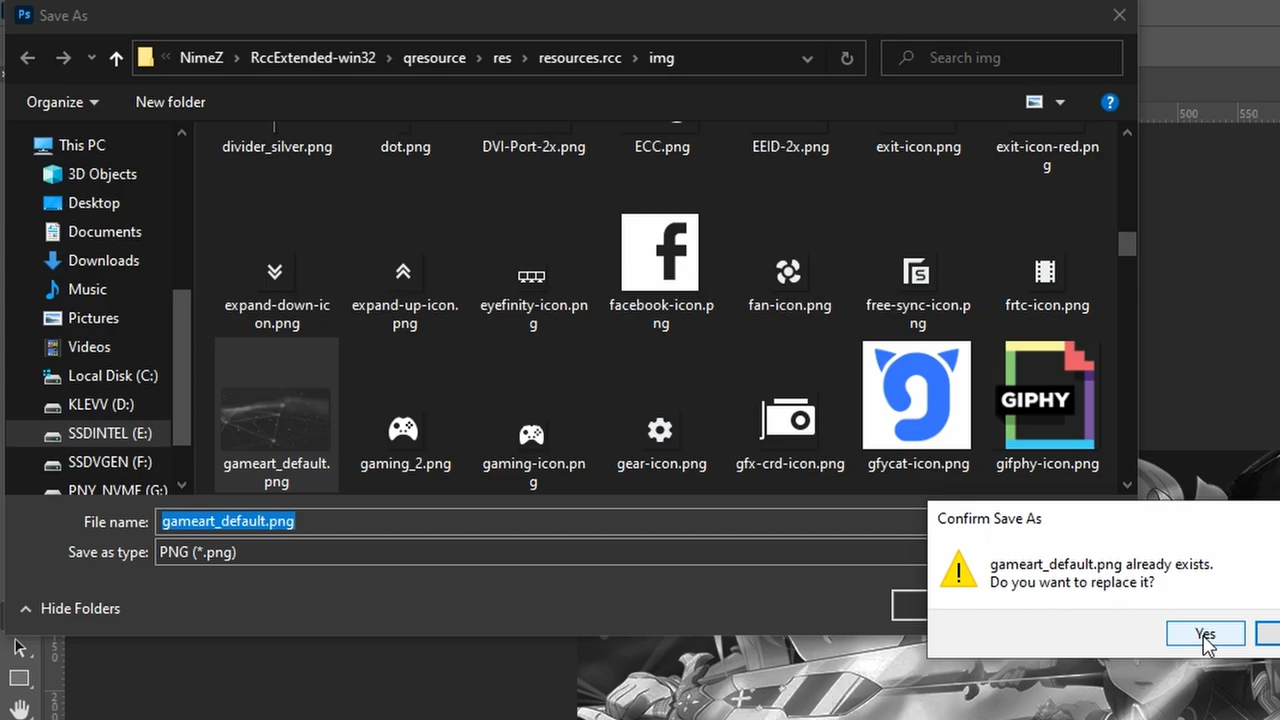 Ps Save As
NimeZ RccExtended-win32 qresource res resources.rcc img
Search img
Organize New folder
?
500 550
This PC
3D Objects
Desktop
Documents
Downloads
Music
Pictures
Videos
Local Disk (C:)
KLEVV (D:)
SSDINTEL (E:)
SSDVGEN (F:)
PNY_NVME (G:)
divider_silver.png dot.png DVI-Port-2x.png ECC.png EEID-2x.png exit-icon.png exit-icon-red.pn
g
expand-down-ic expand-up-icon. eyefinity-icon.pn facebook-icon.p fan-icon.png free-sync-icon.p frtc-icon.png
on.png png g ng ng
GIPHY
gameart_default. gaming_2.png gaming-icon.pn gear-icon.png gfx-crd-icon.png gfycat-icon.png gifphy-icon.png
png g
File name: gameart_default.png
Save as type: PNG (*.png)
Hide Folders
Confirm Save As
!
gameart_default.png already exists.
Do you want to replace it?
Yes